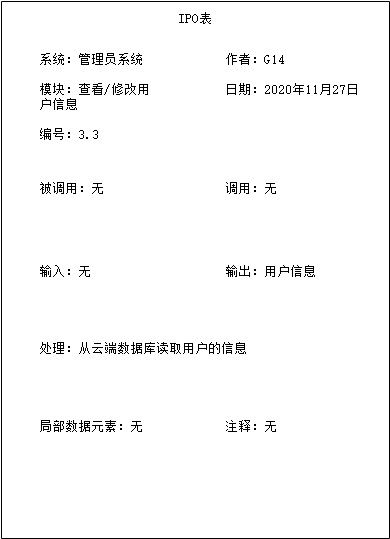 IPO表
系统：管理员系统
作者：G14
模块：查看/修改用
户信息
日期：2020年11月27日
编号：3.3
被调用：无
调用：无
输入：无
输出：用户信息
处理：从云端数据库读取用户的信息
局部数据元素：无
注释：无